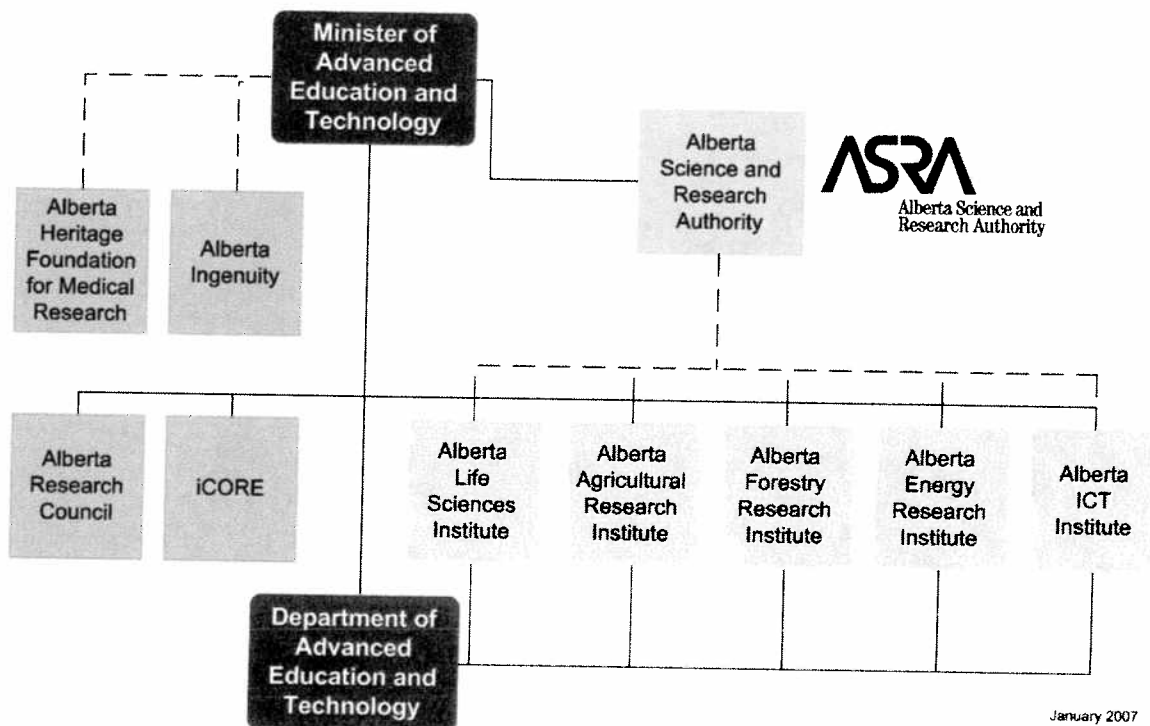 Minister of
Advanced
Education and
Technology
Alberta
Science and
Research
Authority
ASRA
Alberta Science and
Research Authority
Alberta
Heritage
Foundation
for Medical
Research
Alberta
Ingenuity
Alberta
Research
Council
iCORE
Alberta
Life
Sciences
Institute
Alberta
Agricultural
Research
Institute
Alberta
Forestry
Research
Institute
Alberta
Energy
Research
Institute
Alberta
ICT
Institute
Department of
Advanced
Education and
Technology
January 2007